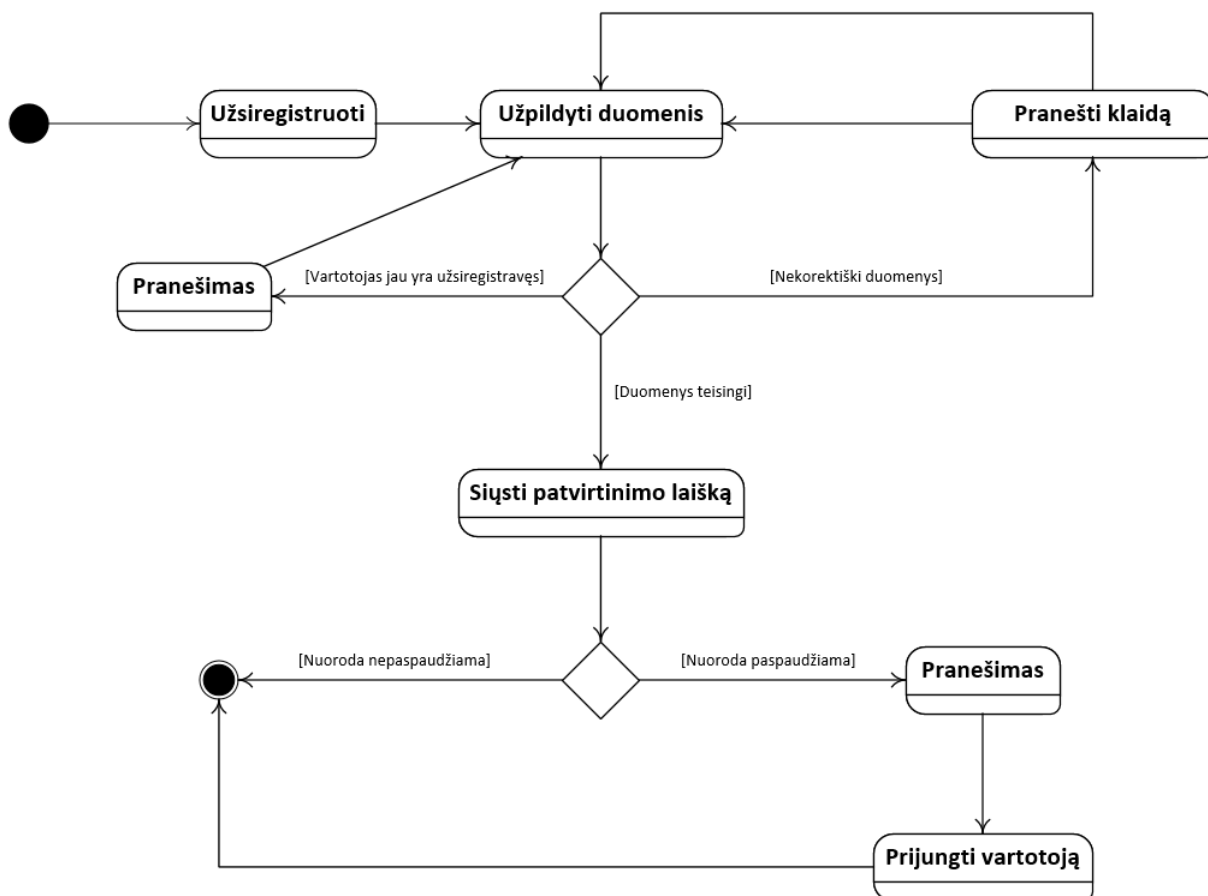 Užsiregistruoti
Užpildyti duomenis
Pranešti klaidą
Pranešimas
[Vartotojas jau yra užsiregistravęs]
[Nekorektiški duomenys]
[Duomenys teisingi]
Siųsti patvirtinimo laišką
[Nuoroda nepaspaudžiama]
[Nuoroda paspaudžiama]
Pranešimas
Prijungti vartotoją